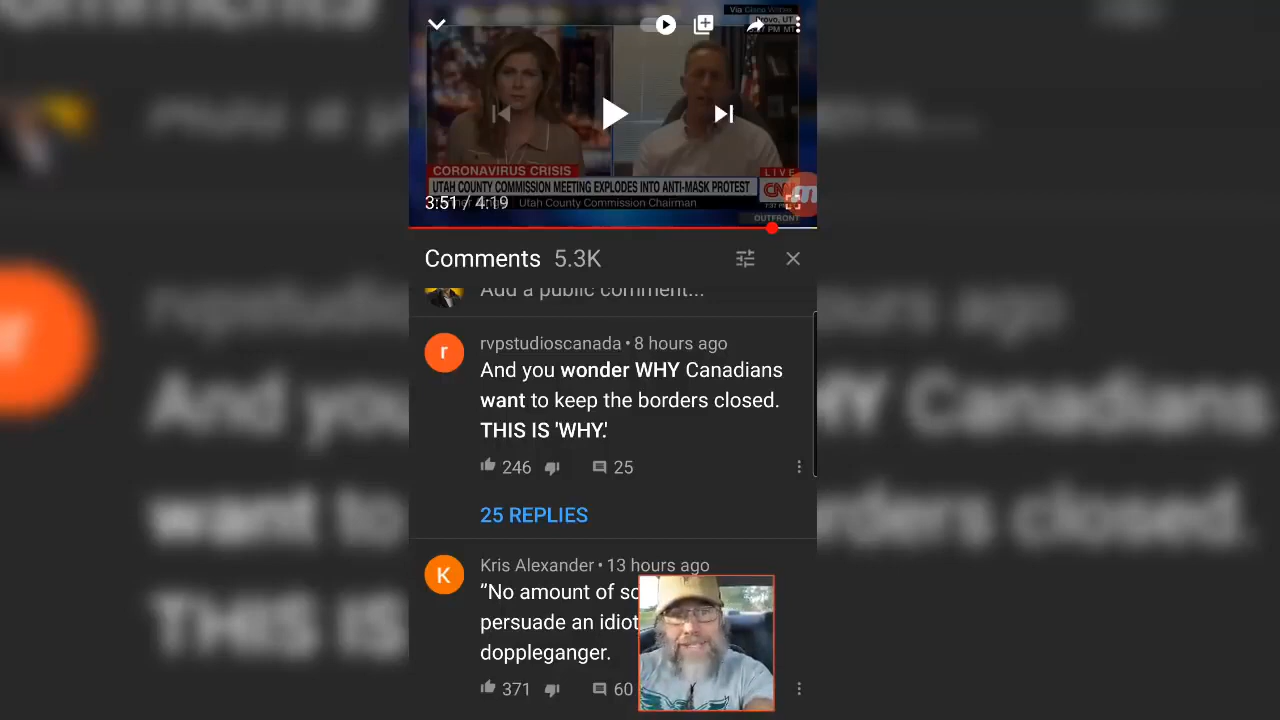 Provo, UT
CORONAVIRUS CRISIS
LIVE
UTAH COUNTY COMMISSION MEETING EXPLODES INTO ANTI-MASK PROTEST
CNN
3:51 / 4:19
Utah County Commission Chairman
OUTFRONT
Comments 5.3K
Add a public comment...
rvpstudioscanada • 8 hours ago
r
And you wonder WHY Canadians
want to keep the borders closed.
THIS IS 'WHY.'
246 25
25 REPLIES
Kris Alexander • 13 hours ago
K
"No amount of
persuade an idiot
doppleganger.
371 60